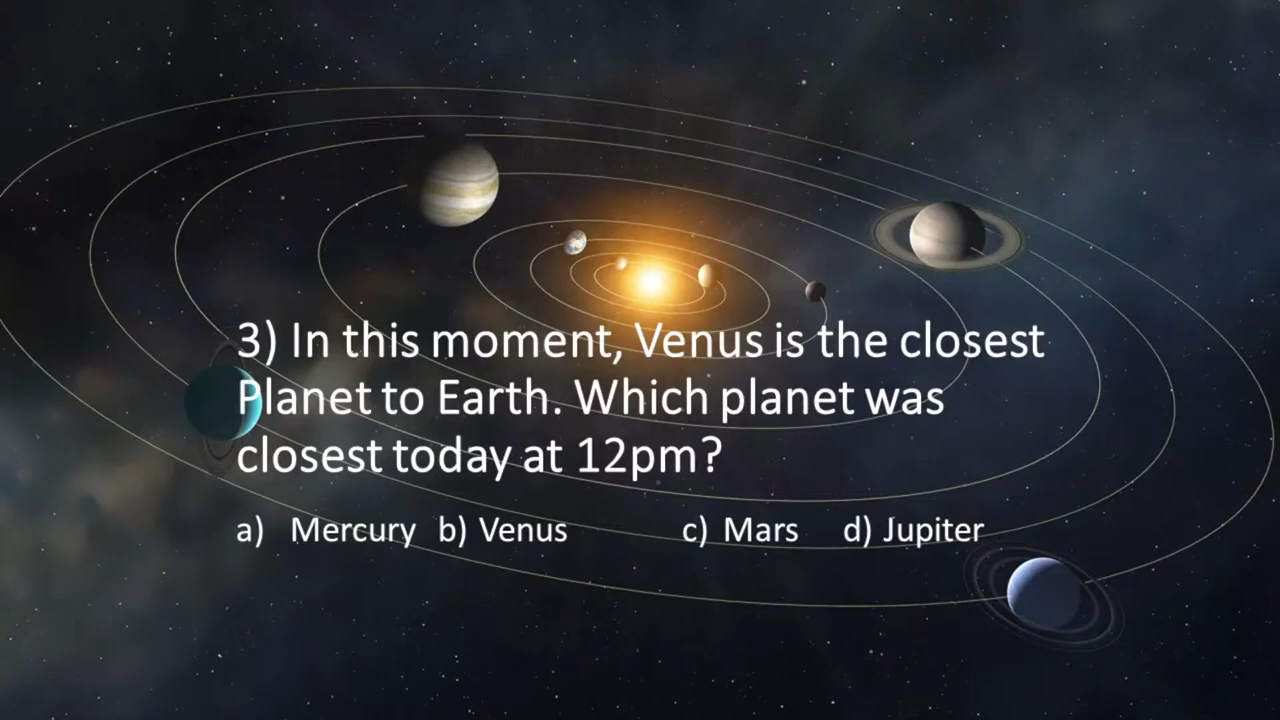 3) In this moment, Venus is the closest
Planet to Earth. Which planet was
closest today at 12pm?
a) Mercury b) Venus c) Mars d) Jupiter